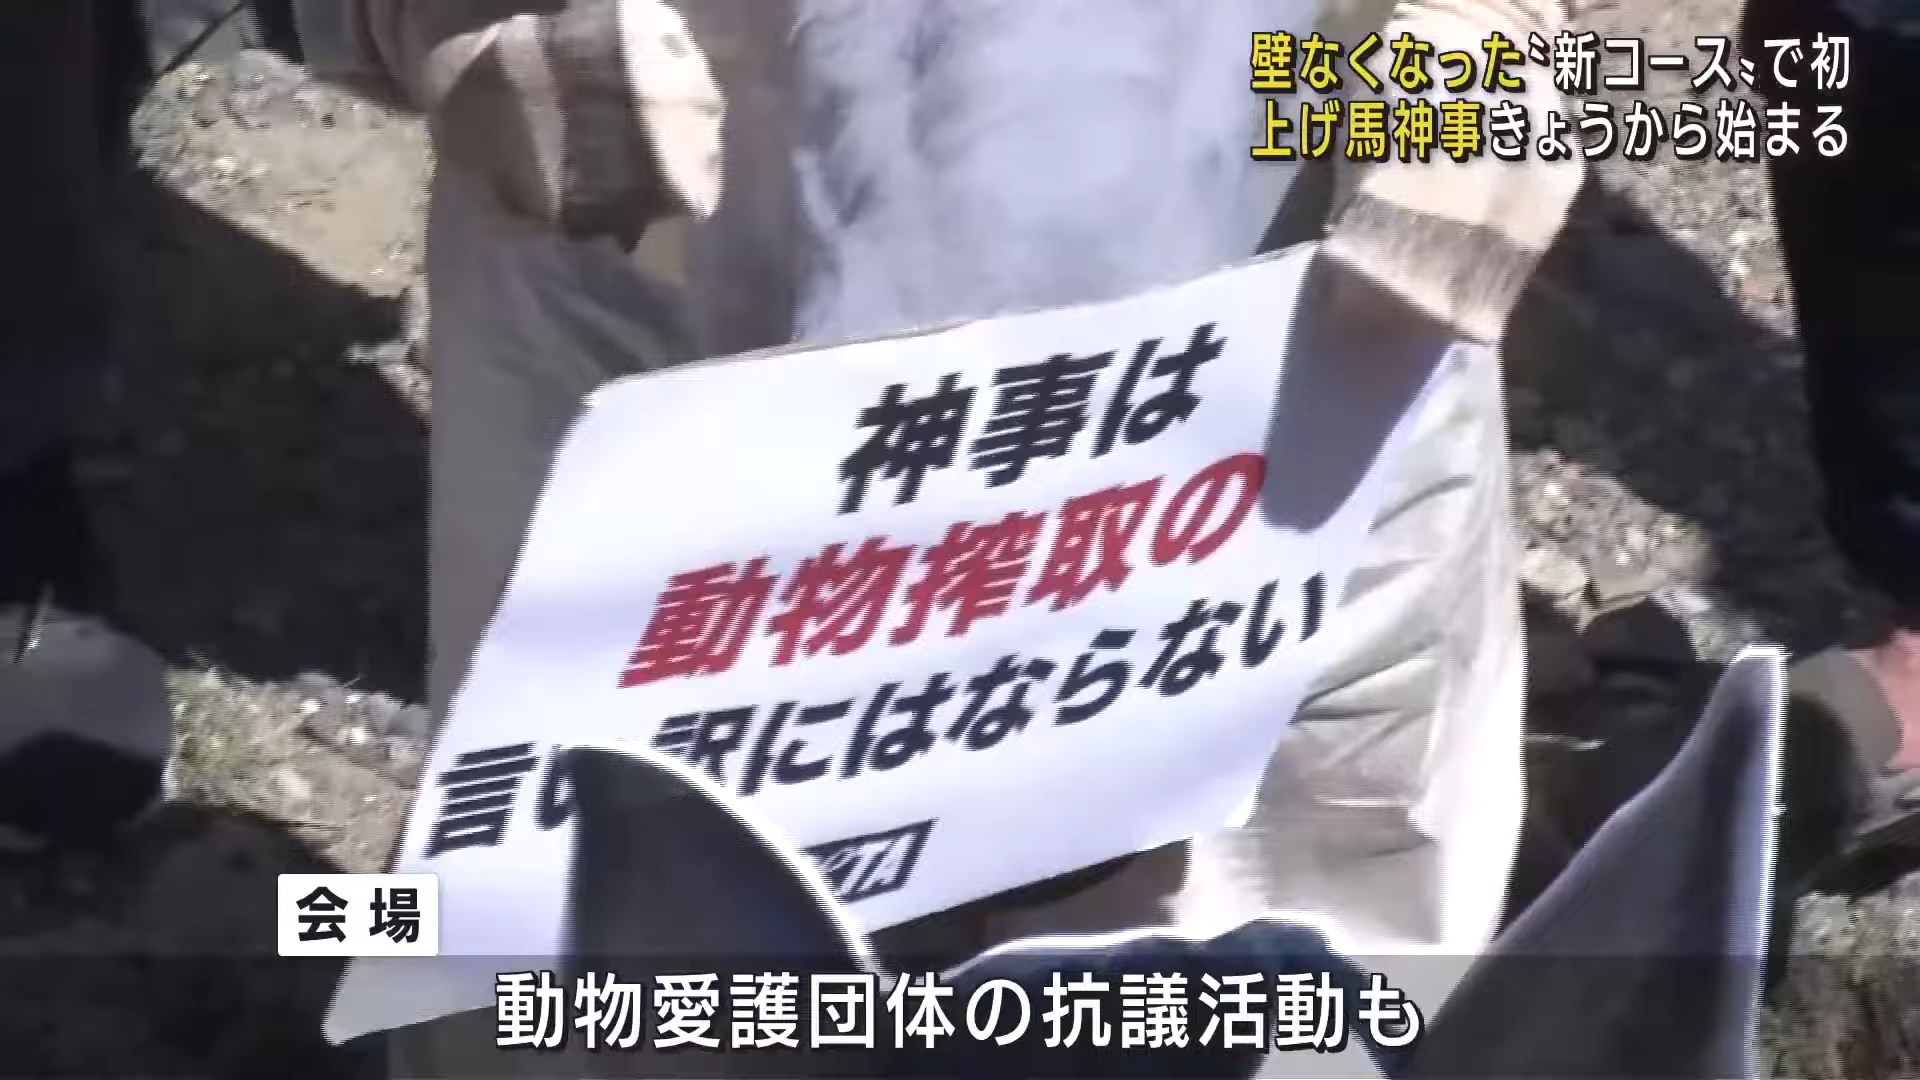 壁なくなった〝新コース〟で初
上げ馬神事きょうから始まる
神事は
動物搾取の
言い訳にはならない
会場
動物愛護団体の抗議活動も